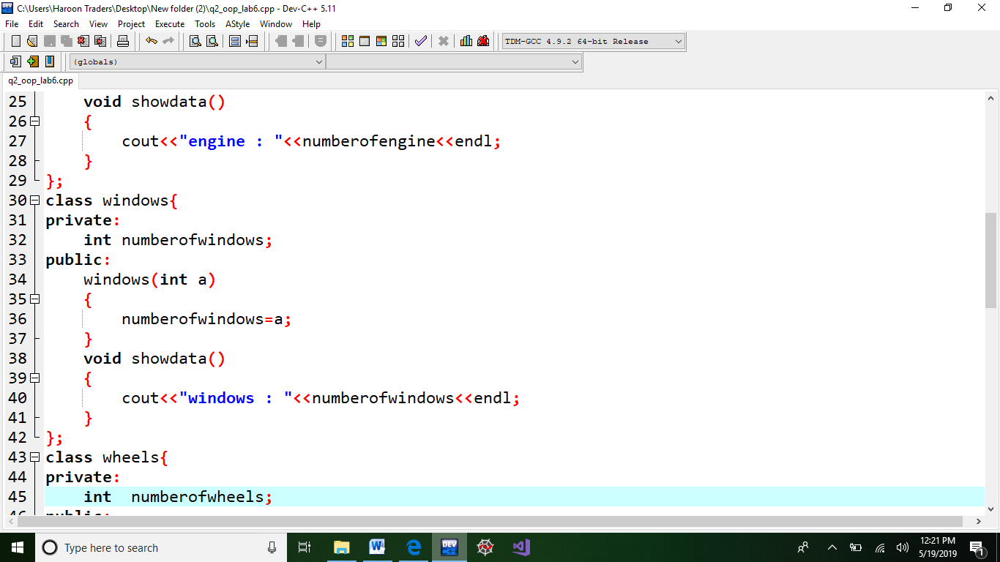 C:\Users\Haroon Traders\Desktop\New folder (2)\q2_oop_lab6.cpp - Dev-C++ 5.11
File Edit Search View Project Execute Tools AStyle Window Help
TDM-GCC 4.9.2 64-bit Release
(globals)
q2_oop_lab6.cpp
25 void showdata()
26 {
27 cout<<"engine : "<<numberofengine<<endl;
28 }
29 };
30 class windows{
31 private:
32 int numberofwindows;
33 public:
34 windows(int a)
35 {
36 numberofwindows=a;
37 }
38 void showdata()
39 {
40 cout<<"windows : "<<numberofwindows<<endl;
41 }
42 };
43 class wheels{
44 private:
45 int  numberofwheels;
46 public:
Type here to search
DEV
12:21 PM
5/19/2019
1